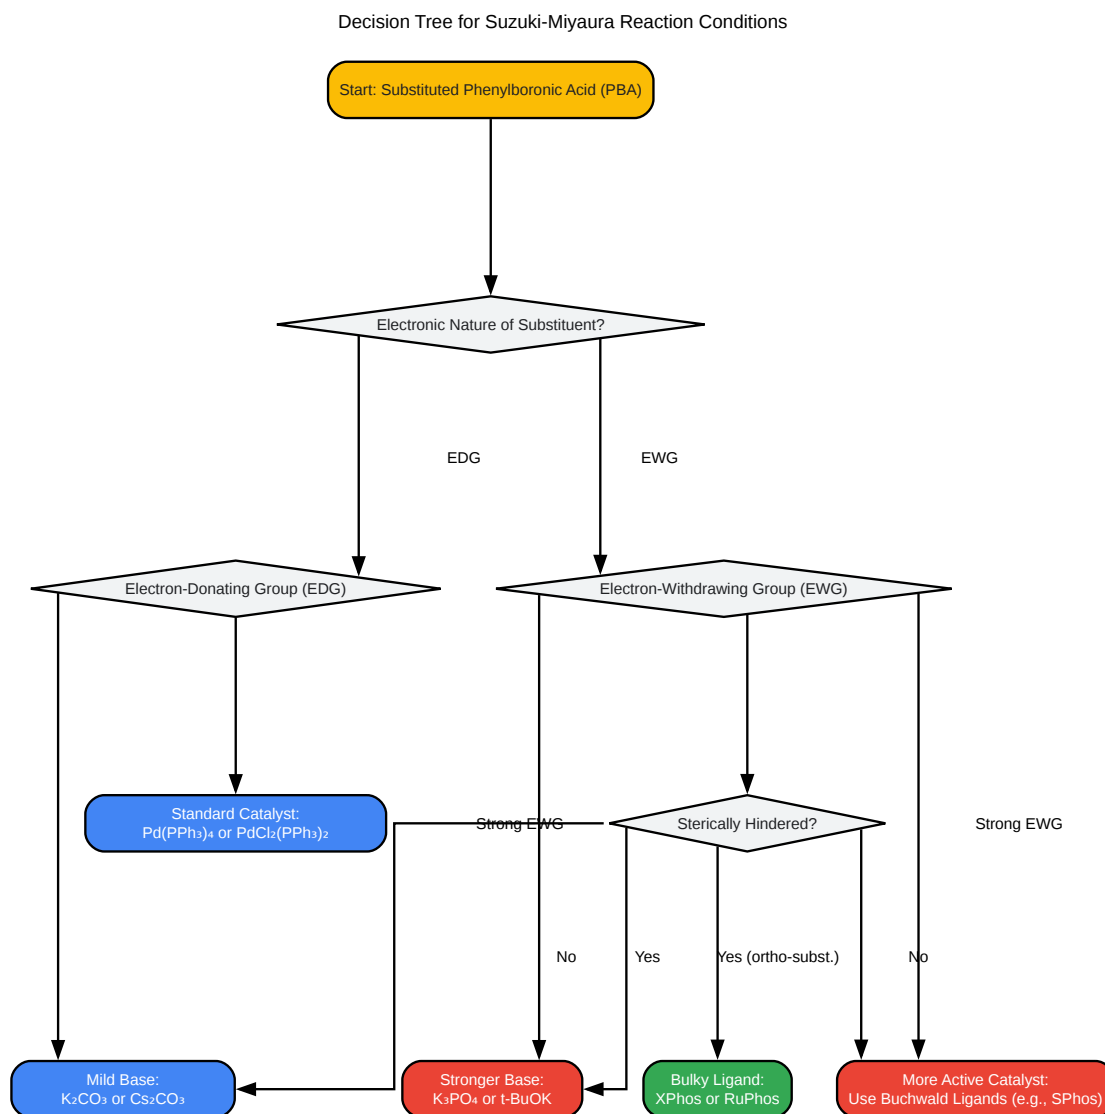 Decision Tree for Suzuki-Miyaura Reaction Conditions
Start: Substituted Phenylboronic Acid (PBA)
Electronic Nature of Substituent?
EDG
EWG
Electron-Donating Group (EDG)
Electron-Withdrawing Group (EWG)
Standard Catalyst:
Pd(PPh₃)₄ or PdCl₂(PPh₃)₂
Strong EWG
Sterically Hindered?
Strong EWG
No
Yes
Yes (ortho-subst.)
No
Mild Base:
K₂CO₃ or Cs₂CO₃
Stronger Base:
K₃PO₄ or t-BuOK
Bulky Ligand:
XPhos or RuPhos
More Active Catalyst:
Use Buchwald Ligands (e.g., SPhos)